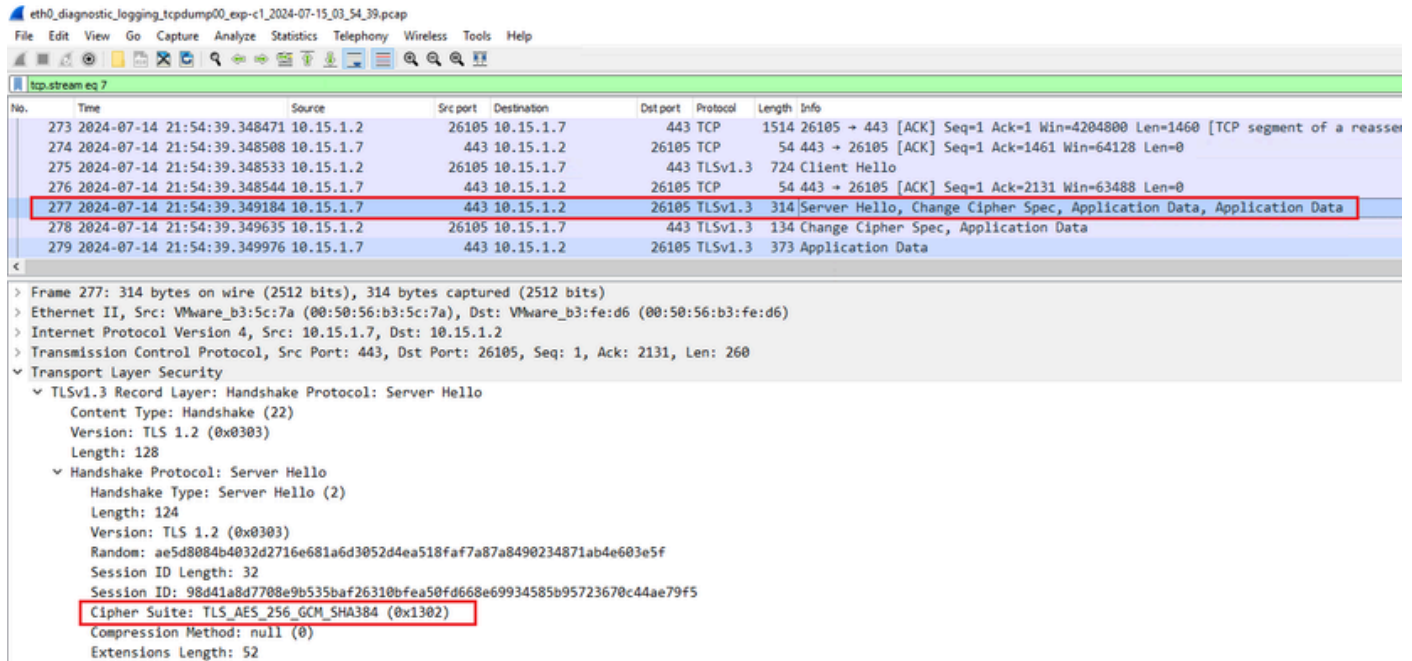 eth0_diagnostic_logging_tcpdump00_exp-c1_2024-07-15_03_54_39.pcap
File Edit View Go Capture Analyze Statistics Telephony Wireless Tools Help
tcp.stream eq 7
No. Time Source Src port Destination Dst port Protocol Length Info
273 2024-07-14 21:54:39.348471 10.15.1.2 26105 10.15.1.7 443 TCP 1514 26105 → 443 [ACK] Seq=1 Ack=1 Win=4204800 Len=1460 [TCP segment of a reasser
274 2024-07-14 21:54:39.348508 10.15.1.7 443 10.15.1.2 26105 TCP 54 443 → 26105 [ACK] Seq=1 Ack=1461 Win=64128 Len=0
275 2024-07-14 21:54:39.348533 10.15.1.2 26105 10.15.1.7 443 TLSv1.3 724 Client Hello
276 2024-07-14 21:54:39.348544 10.15.1.7 443 10.15.1.2 26105 TCP 54 443 → 26105 [ACK] Seq=1 Ack=2131 Win=63488 Len=0
277 2024-07-14 21:54:39.349184 10.15.1.7 443 10.15.1.2 26105 TLSv1.3 314 Server Hello, Change Cipher Spec, Application Data, Application Data
278 2024-07-14 21:54:39.349635 10.15.1.2 26105 10.15.1.7 443 TLSv1.3 134 Change Cipher Spec, Application Data
279 2024-07-14 21:54:39.349976 10.15.1.7 443 10.15.1.2 26105 TLSv1.3 373 Application Data
Frame 277: 314 bytes on wire (2512 bits), 314 bytes captured (2512 bits)
Ethernet II, Src: VMware_b3:5c:7a (00:50:56:b3:5c:7a), Dst: VMware_b3:fe:d6 (00:50:56:b3:fe:d6)
Internet Protocol Version 4, Src: 10.15.1.7, Dst: 10.15.1.2
Transmission Control Protocol, Src Port: 443, Dst Port: 26105, Seq: 1, Ack: 2131, Len: 260
Transport Layer Security
TLSv1.3 Record Layer: Handshake Protocol: Server Hello
Content Type: Handshake (22)
Version: TLS 1.2 (0x0303)
Length: 128
Handshake Protocol: Server Hello
Handshake Type: Server Hello (2)
Length: 124
Version: TLS 1.2 (0x0303)
Random: ae5d8084b4032d2716e681a6d3052d4ea518faf7a87a8490234871ab4e603e5f
Session ID Length: 32
Session ID: 98d41a8d7708e9b535baf26310bfea50fd668e69934585b95723670c44ae79f5
Cipher Suite: TLS_AES_256_GCM_SHA384 (0x1302)
Compression Method: null (0)
Extensions Length: 52